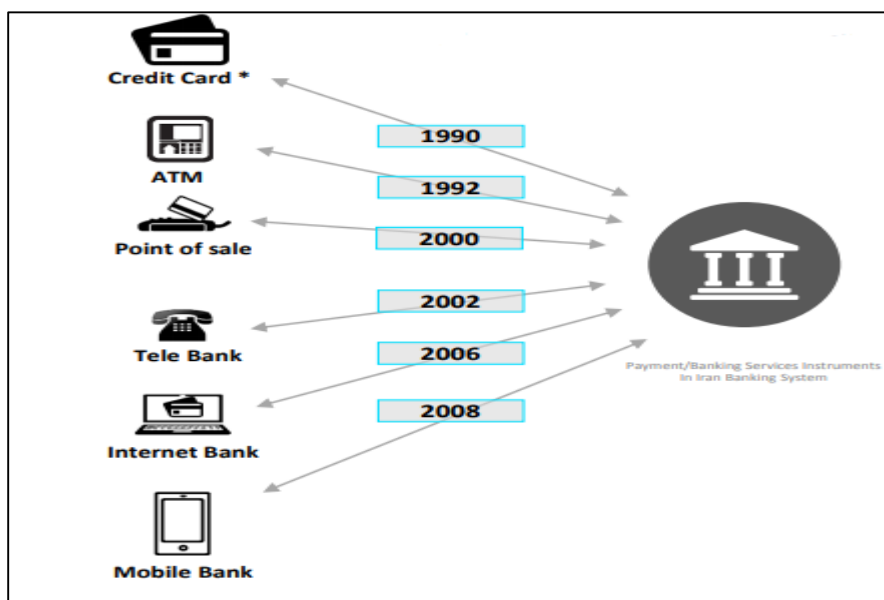 Credit Card *
1990
ATM
1992
Point of sale
2000
Tele Bank
2002
Internet Bank
2006
Mobile Bank
2008
Payment/Banking Services Instruments
In Iran Banking System